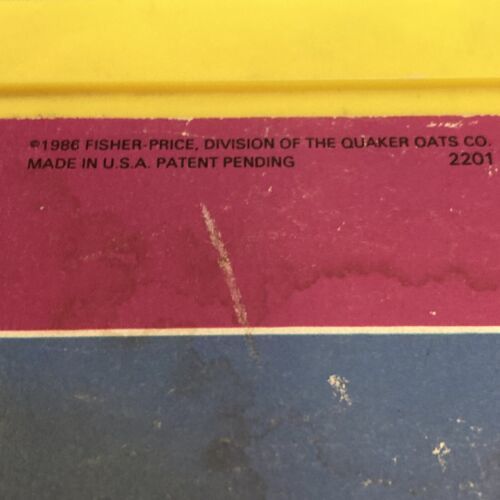 ©1986 FISHER-PRICE, DIVISION OF THE QUAKER OATS CO.
MADE IN U.S.A. PATENT PENDING 2201